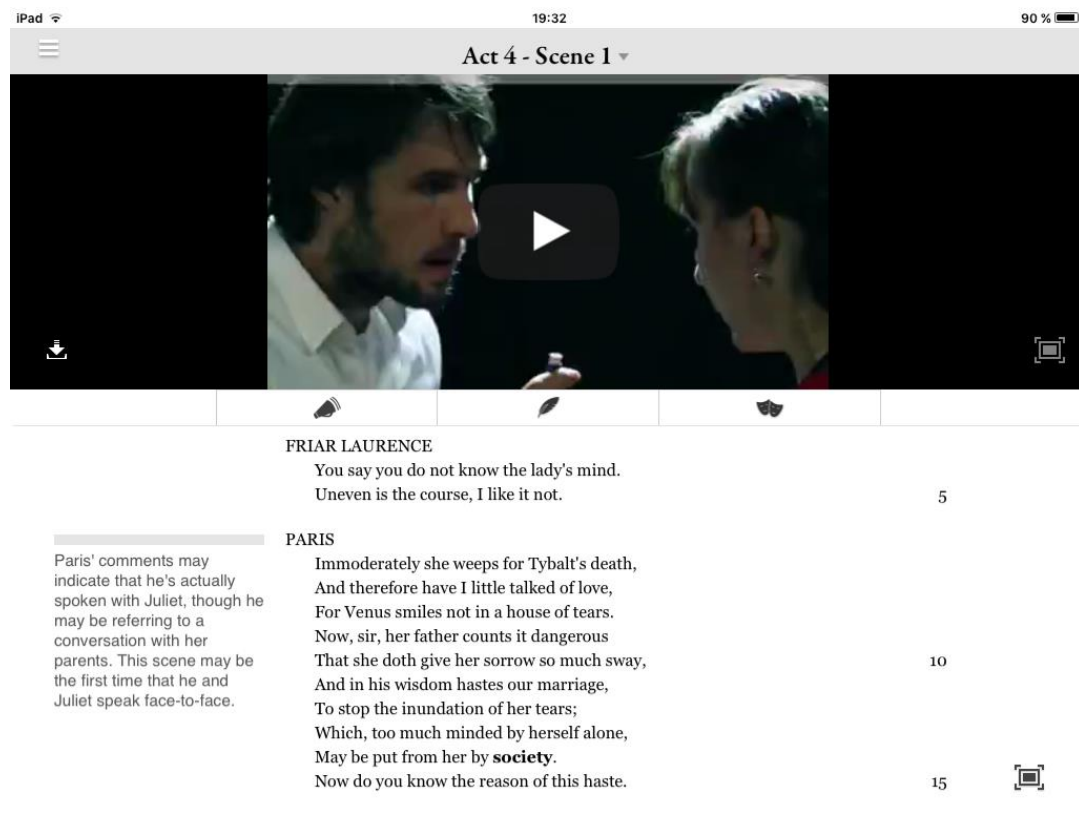 iPad 19:32 90 %
Act 4 - Scene 1
FRIAR LAURENCE
You say you do not know the lady's mind.
Uneven is the course, I like it not. 5
PARIS
Immoderately she weeps for Tybalt's death,
And therefore have I little talked of love,
For Venus smiles not in a house of tears.
Now, sir, her father counts it dangerous
That she doth give her sorrow so much sway, 10
And in his wisdom hastes our marriage,
To stop the inundation of her tears;
Which, too much minded by herself alone,
May be put from her by society.
Now do you know the reason of this haste. 15
Paris' comments may
indicate that he's actually
spoken with Juliet, though he
may be referring to a
conversation with her
parents. This scene may be
the first time that he and
Juliet speak face-to-face.